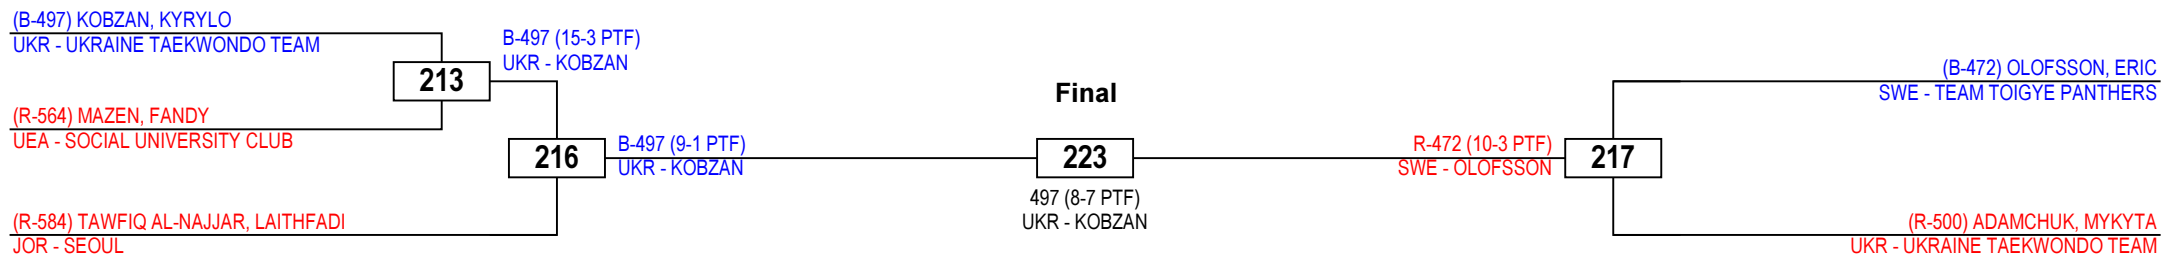 (B-497) KOBZAN, KYRYLO
UKR - UKRAINE TAEKWONDO TEAM
213
(R-564) MAZEN, FANDY
UEA - SOCIAL UNIVERSITY CLUB
B-497 (15-3 PTF)
UKR - KOBZAN
216
(R-584) TAWFIQ AL-NAJJAR, LAITHFADI
JOR - SEOUL
B-497 (9-1 PTF)
UKR - KOBZAN
Final
223
497 (8-7 PTF)
UKR - KOBZAN
R-472 (10-3 PTF)
SWE - OLOFSSON
217
(B-472) OLOFSSON, ERIC
SWE - TEAM TOIGYE PANTHERS
(R-500) ADAMCHUK, MYKYTA
UKR - UKRAINE TAEKWONDO TEAM